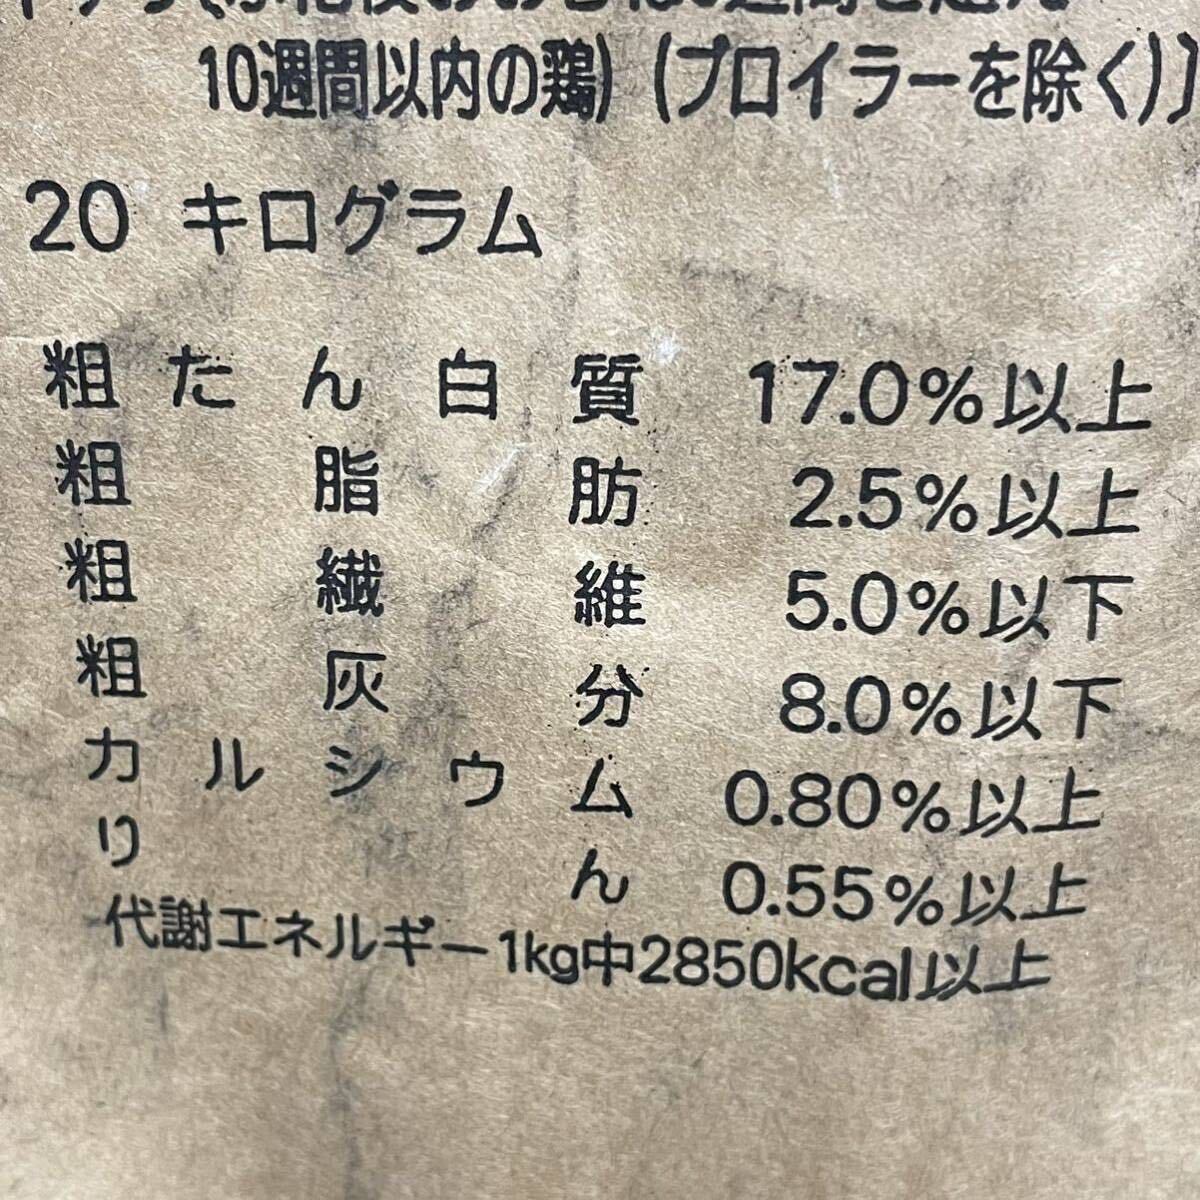 10週間以内の鶏)(ブロイラーを除く)〕
20 キログラム
粗たん白質 17.0%以上
粗脂肪 2.5%以上
粗繊維 5.0%以下
粗灰分 8.0%以下
カルシウム 0.80%以上
りん 0.55%以上
代謝エネルギー1kg中2850kcal以上